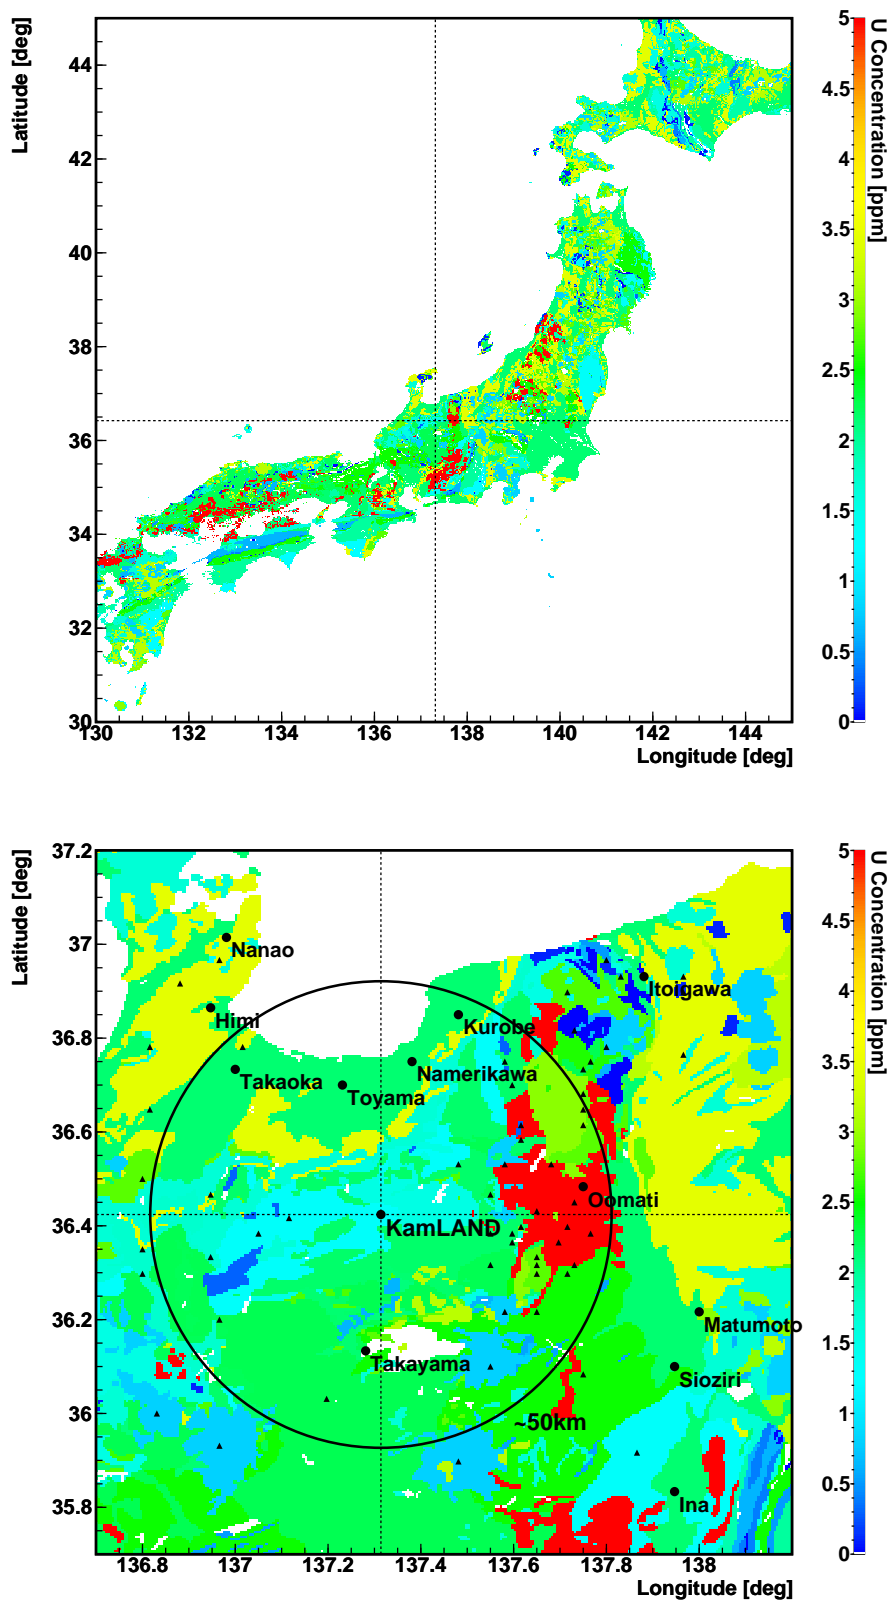 Latitude [deg]
44
42
40
38
36
34
32
30
130 132 134 136 138 140 142 144
Longitude [deg]
5
4.5
4
3.5
3
2.5
2
1.5
1
0.5
0
U Concentration [ppm]
Latitude [deg]
37.2
37
36.8
36.6
36.4
36.2
36
35.8
136.8 137 137.2 137.4 137.6 137.8 138
Longitude [deg]
Nanao
Itoigawa
Himi
Kurobe
Takaoka
Namerikawa
Toyama
Oomati
KamLAND
Matumoto
Takayama
Sioziri
~50km
Ina
5
4.5
4
3.5
3
2.5
2
1.5
1
0.5
0
U Concentration [ppm]